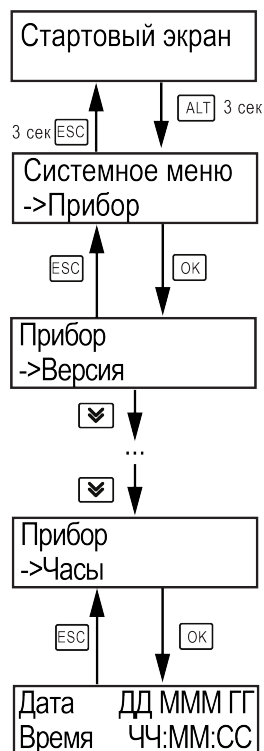 Стартовый экран
ALT 3 сек
3 сек ESC
Системное меню
->Прибор
ESC OK
Прибор
->Версия
...
Прибор
->Часы
ESC OK
Дата ДД МММ ГГ
Время ЧЧ:ММ:СС